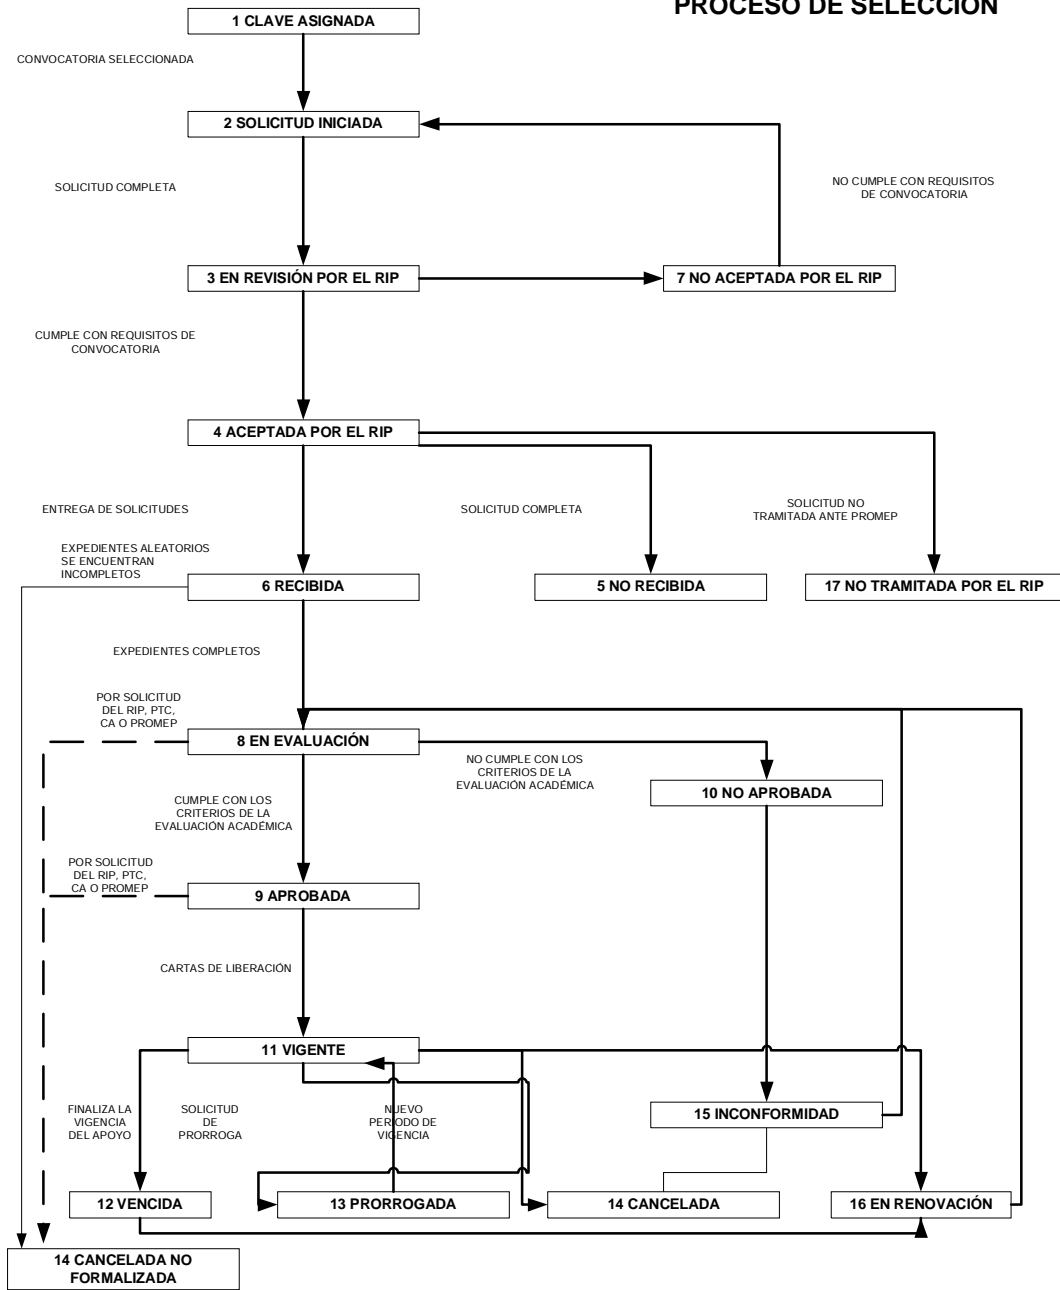 PROCESO DE SELECCIÓN
1 CLAVE ASIGNADA
CONVOCATORIA SELECCIONADA
2 SOLICITUD INICIADA
SOLICITUD COMPLETA
NO CUMPLE CON REQUISITOS
DE CONVOCATORIA
3 EN REVISIÓN POR EL RIP
7 NO ACEPTADA POR EL RIP
CUMPLE CON REQUISITOS DE
CONVOCATORIA
4 ACEPTADA POR EL RIP
ENTREGA DE SOLICITUDES
SOLICITUD COMPLETA
SOLICITUD NO
TRAMITADA ANTE PROMEP
EXPEDIENTES ALEATORIOS
SE ENCUENTRAN
INCOMPLETOS
6 RECIBIDA
5 NO RECIBIDA
17 NO TRAMITADA POR EL RIP
EXPEDIENTES COMPLETOS
POR SOLICITUD
DEL RIP, PTC,
CA O PROMEP
8 EN EVALUACIÓN
NO CUMPLE CON LOS
CRITERIOS DE LA
EVALUACIÓN ACADÉMICA
10 NO APROBADA
CUMPLE CON LOS
CRITERIOS DE LA
EVALUACIÓN ACADÉMICA
POR SOLICITUD
DEL RIP, PTC,
CA O PROMEP
9 APROBADA
CARTAS DE LIBERACIÓN
11 VIGENTE
FINALIZA LA
VIGENCIA
DEL APOYO
SOLICITUD
DE
PRORROGA
NUEVO
PERIODO DE
VIGENCIA
15 INCONFORMIDAD
12 VENCIDA
13 PRORROGADA
14 CANCELADA
16 EN RENOVACIÓN
14 CANCELADA NO
FORMALIZADA